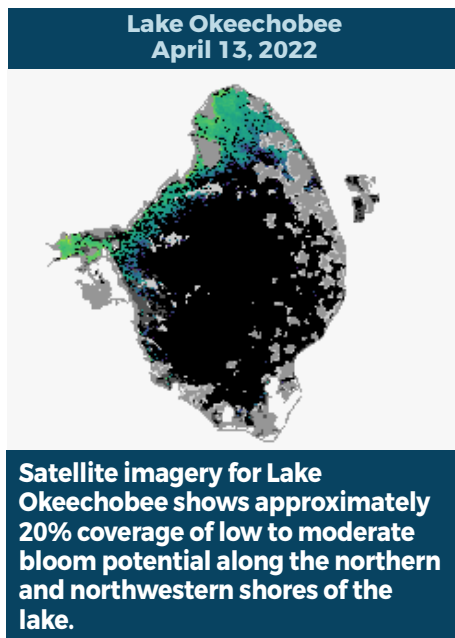 Lake Okeechobee
April 13, 2022
Satellite imagery for Lake
Okeechobee shows approximately
20% coverage of low to moderate
bloom potential along the northern
and northwestern shores of the
lake.